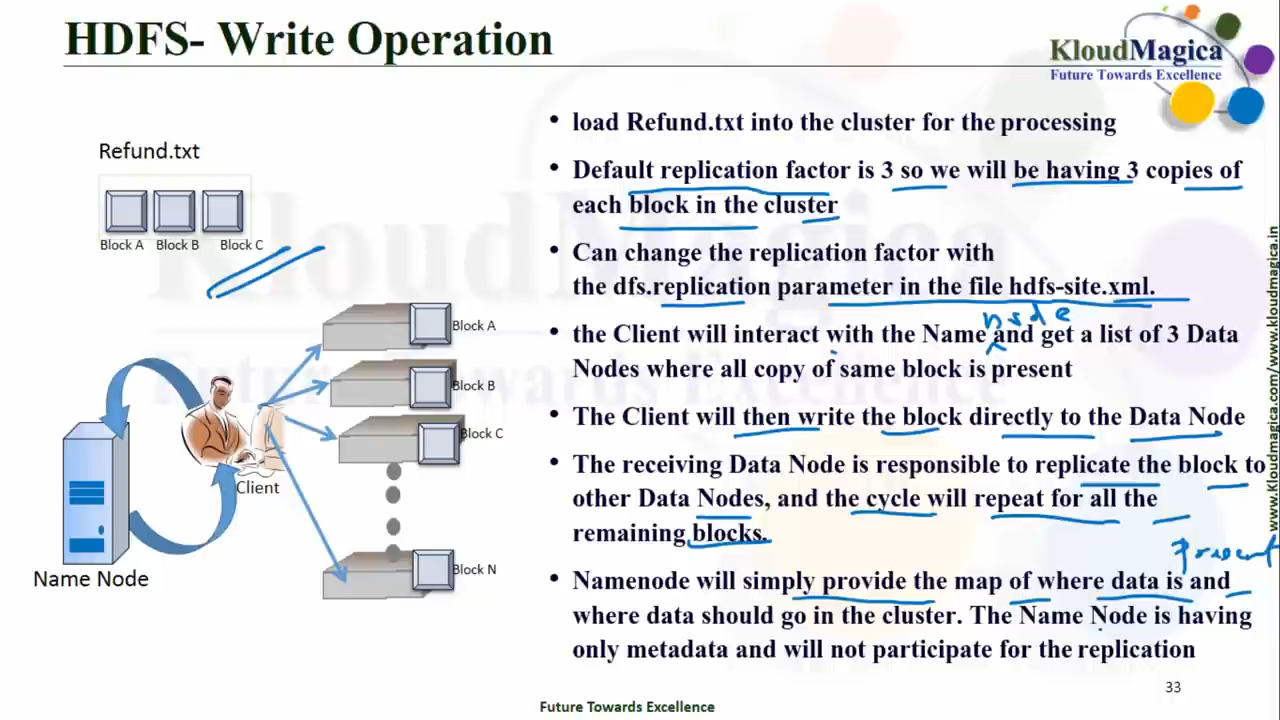 HDFS- Write Operation
KloudMagica
Future Towards Excellence
Refund.txt
Block A
Block B
Block C
Block A
Block B
Block C
Block N
Client
Name Node
• load Refund.txt into the cluster for the processing
• Default replication factor is 3 so we will be having 3 copies of
each block in the cluster
• Can change the replication factor with
the dfs.replication parameter in the file hdfs-site.xml.
node
• the Client will interact with the Name and get a list of 3 Data
Nodes where all copy of same block is present
• The Client will then write the block directly to the Data Node
• The receiving Data Node is responsible to replicate the block to
other Data Nodes, and the cycle will repeat for all the
remaining blocks.
Present
• Namenode will simply provide the map of where data is and
where data should go in the cluster. The Name Node is having
only metadata and will not participate for the replication
www.kloudmagica.com/www.kloudmagica.in
33
Future Towards Excellence
KloudMagica
Future Towards Excellence